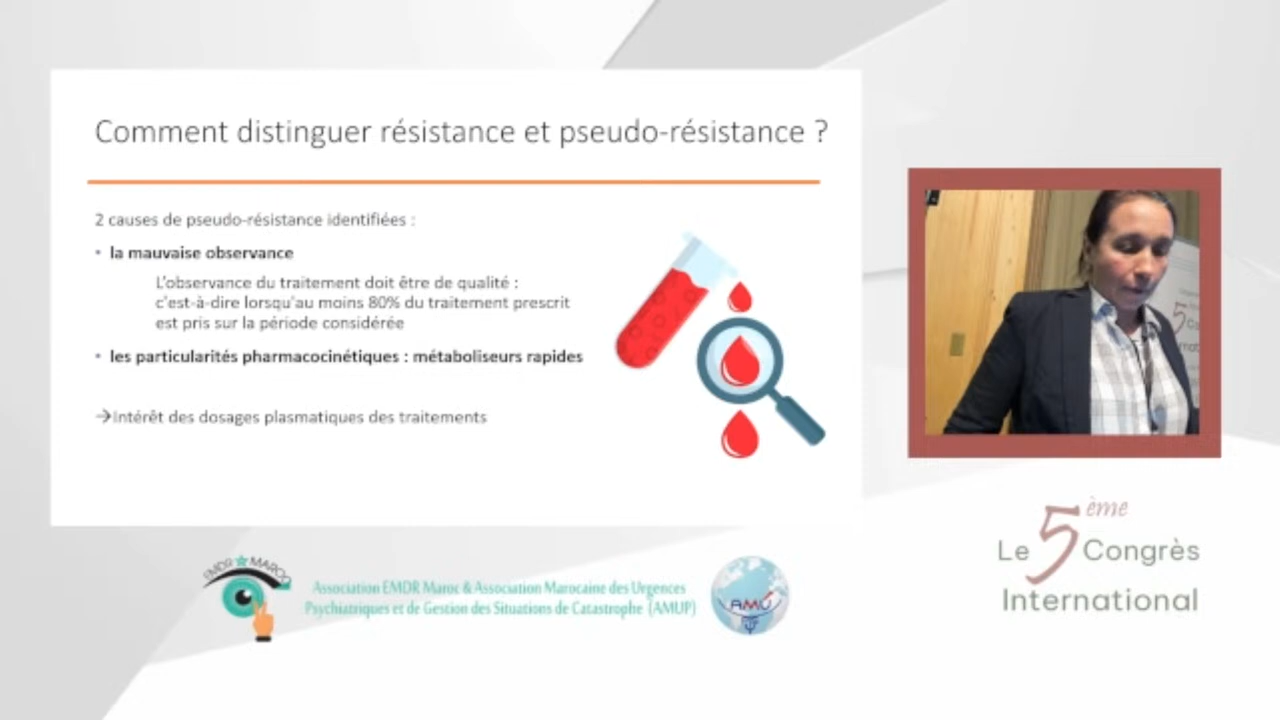 Comment distinguer résistance et pseudo-résistance ?
2 causes de pseudo-résistance identifiées :
• la mauvaise observance
L'observance du traitement doit être de qualité :
c'est-à-dire lorsqu'au moins 80% du traitement prescrit
est pris sur la période considérée
• les particularités pharmacocinétiques : métaboliseurs rapides
→Intérêt des dosages plasmatiques des traitements
EMDR MAROC
Association EMDR Maroc & Association Marocaine des Urgences
Psychiatriques et de Gestion des Situations de Catastrophe (AMUP)
AMU
Le 5ème Congrès
International